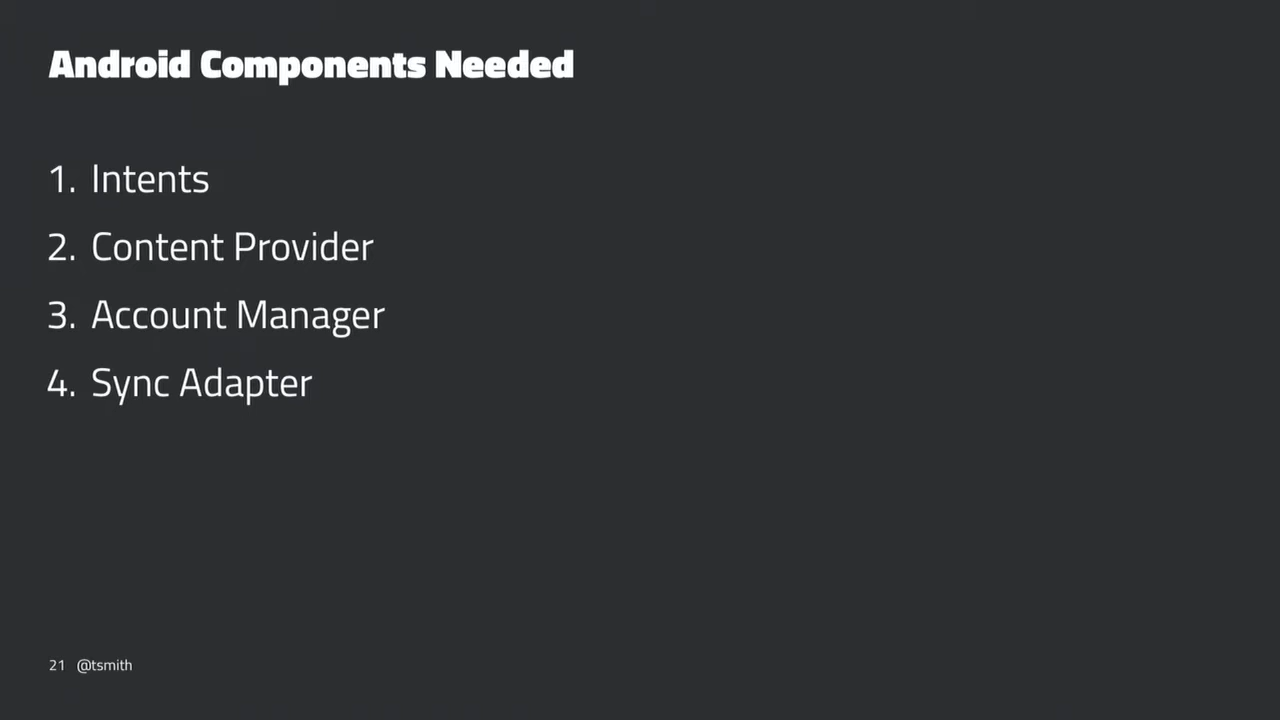 Android Components Needed
1. Intents
2. Content Provider
3. Account Manager
4. Sync Adapter
21 @tsmith